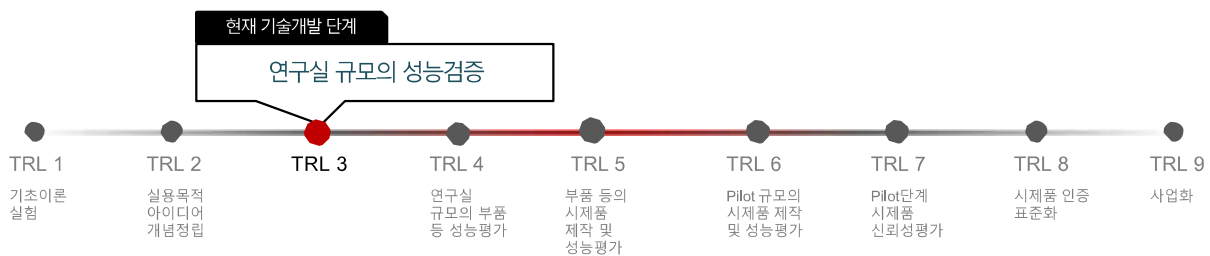 현재 기술개발 단계
연구실 규모의 성능검증
TRL 1
기초이론
실험
TRL 2
실용목적
아이디어
개념정립
TRL 3
TRL 4
연구실
규모의 부품
등 성능평가
TRL 5
부품 등의
시제품
제작 및
성능평가
TRL 6
Pilot 규모의
시제품 제작
및 성능평가
TRL 7
Pilot단계
시제품
신뢰성평가
TRL 8
시제품 인증
표준화
TRL 9
사업화